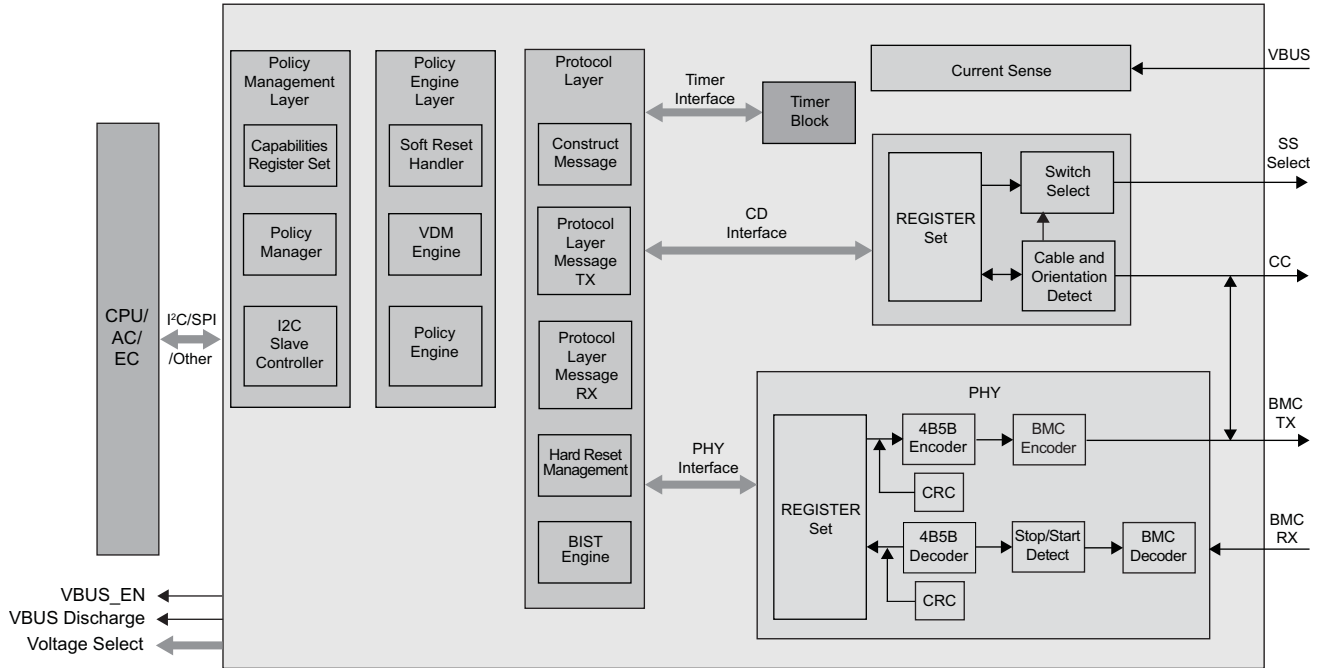 Policy
Management
Layer
Capabilities
Register Set
Policy
Manager
I2C
Slave
Controller
Policy
Engine
Layer
Soft Reset
Handler
VDM
Engine
Policy
Engine
Protocol
Layer
Construct
Message
Protocol
Layer
Message
TX
Protocol
Layer
Message
RX
Hard Reset
Management
BIST
Engine
Timer
Interface
Timer
Block
CD
Interface
PHY
Interface
Current Sense
VBUS
REGISTER
Set
Switch
Select
Cable and
Orientation
Detect
SS
Select
CC
PHY
REGISTER
Set
4B5B
Encoder
BMC
Encoder
CRC
4B5B
Decoder
Stop/Start
Detect
BMC
Decoder
CRC
BMC
TX
BMC
RX
CPU/
AC/
EC
I²C/SPI
/Other
VBUS_EN
VBUS Discharge
Voltage Select